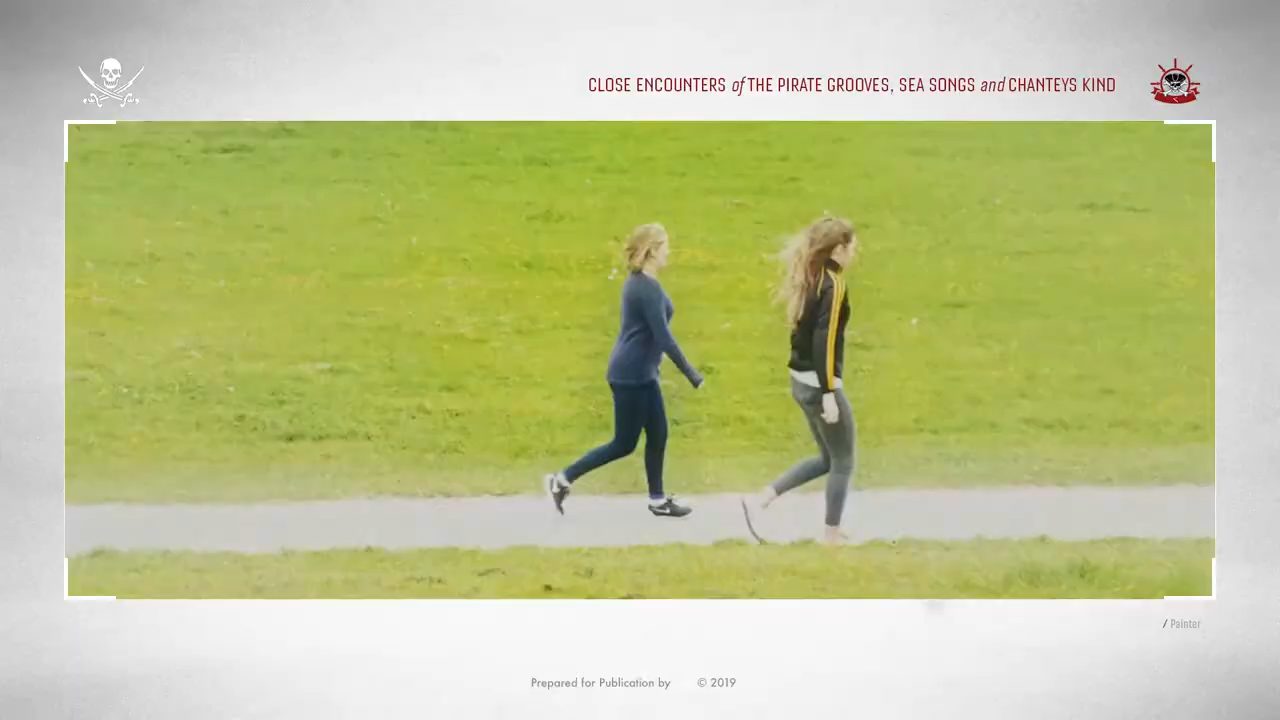 CLOSE ENCOUNTERS of THE PIRATE GROOVES, SEA SONGS and CHANTEYS KIND
/ Painter
Prepared for Publication by © 2019